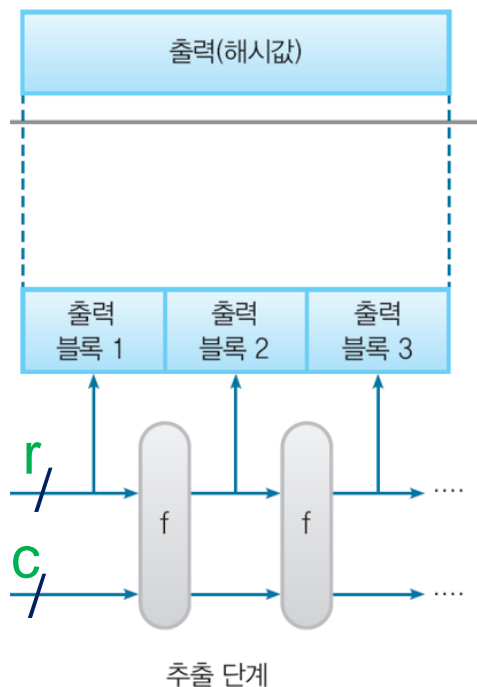 출력(해시값)
출력 블록 1
출력 블록 2
출력 블록 3
r
f
f
....
c
....
추출 단계